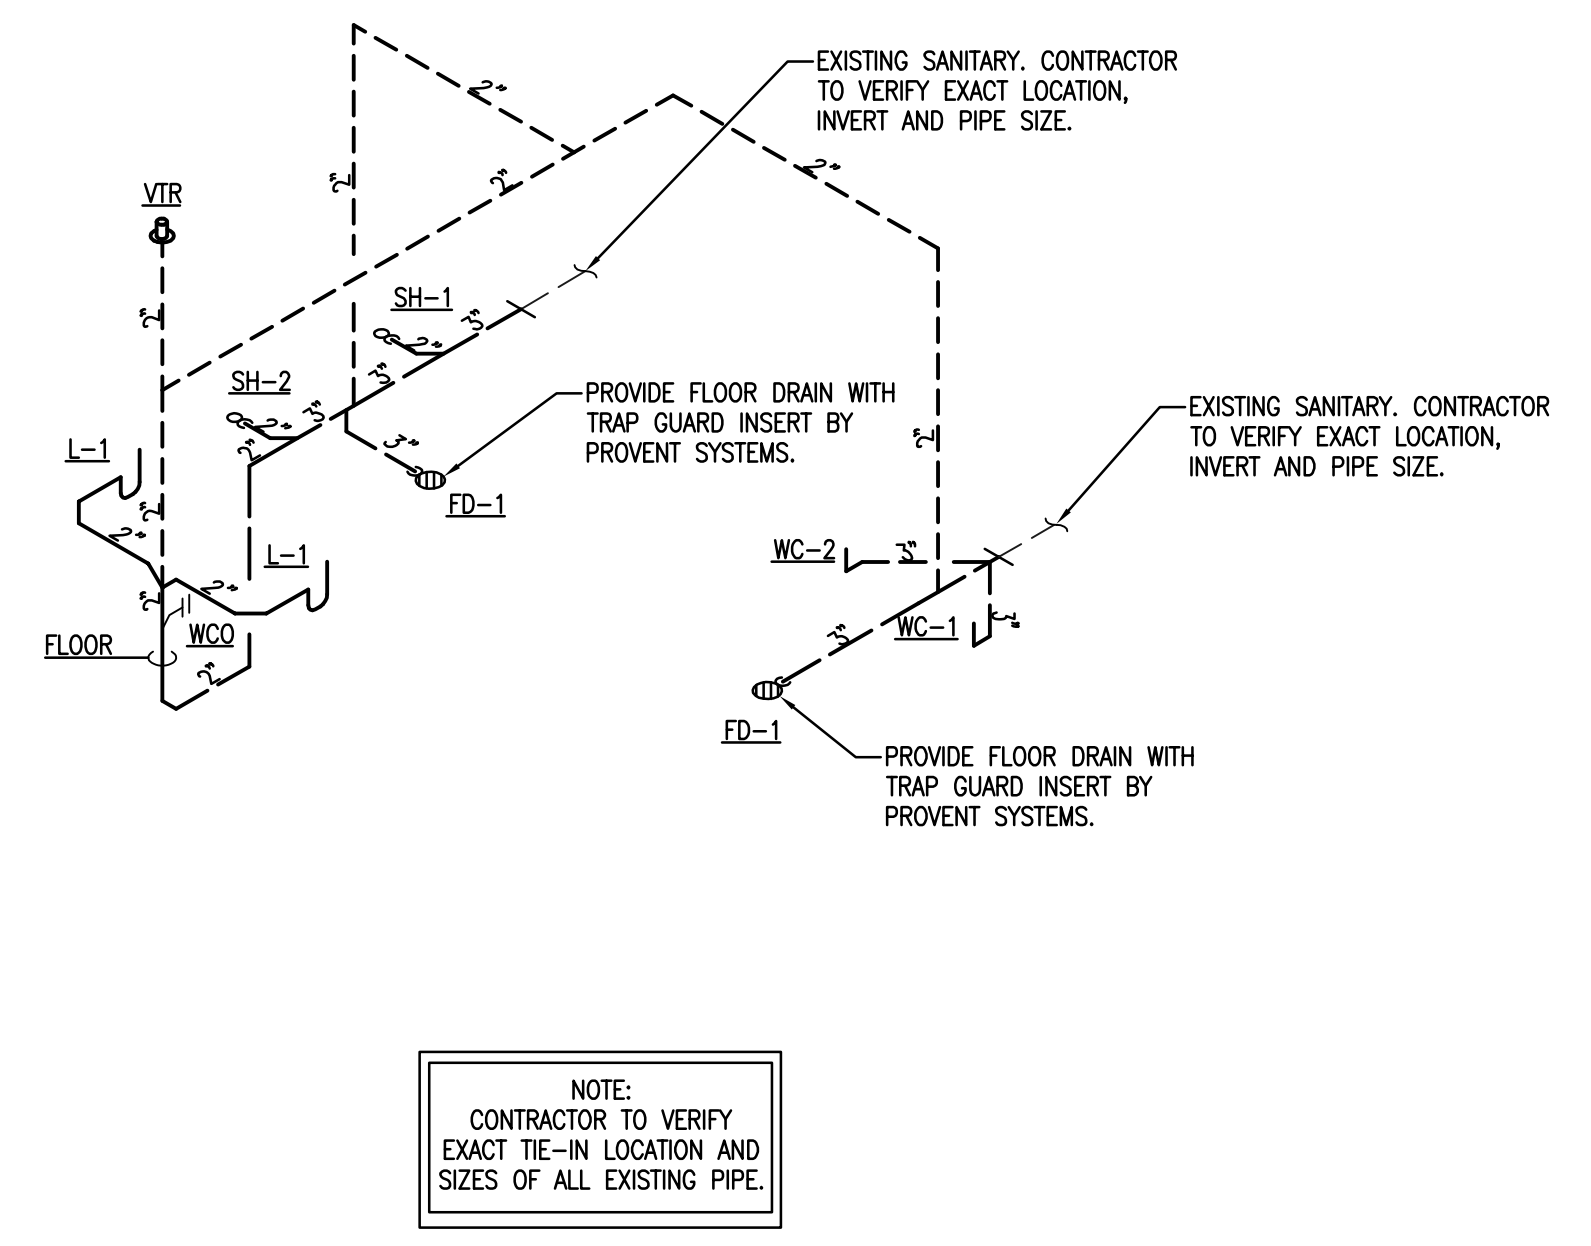 EXISTING SANITARY. CONTRACTOR
TO VERIFY EXACT LOCATION,
INVERT AND PIPE SIZE.
2"
2"
2"
2"
2"
VTR
2"
SH-1
3"
2"
3"
SH-2
3"
2"
2"
PROVIDE FLOOR DRAIN WITH
TRAP GUARD INSERT BY
PROVENT SYSTEMS.
3"
FD-1
EXISTING SANITARY. CONTRACTOR
TO VERIFY EXACT LOCATION,
INVERT AND PIPE SIZE.
L-1
2"
2"
L-1
2"
2"
WCO
FLOOR
2"
WC-2
3"
3"
WC-1
3"
FD-1
PROVIDE FLOOR DRAIN WITH
TRAP GUARD INSERT BY
PROVENT SYSTEMS.
NOTE:
CONTRACTOR TO VERIFY
EXACT TIE-IN LOCATION AND
SIZES OF ALL EXISTING PIPE.